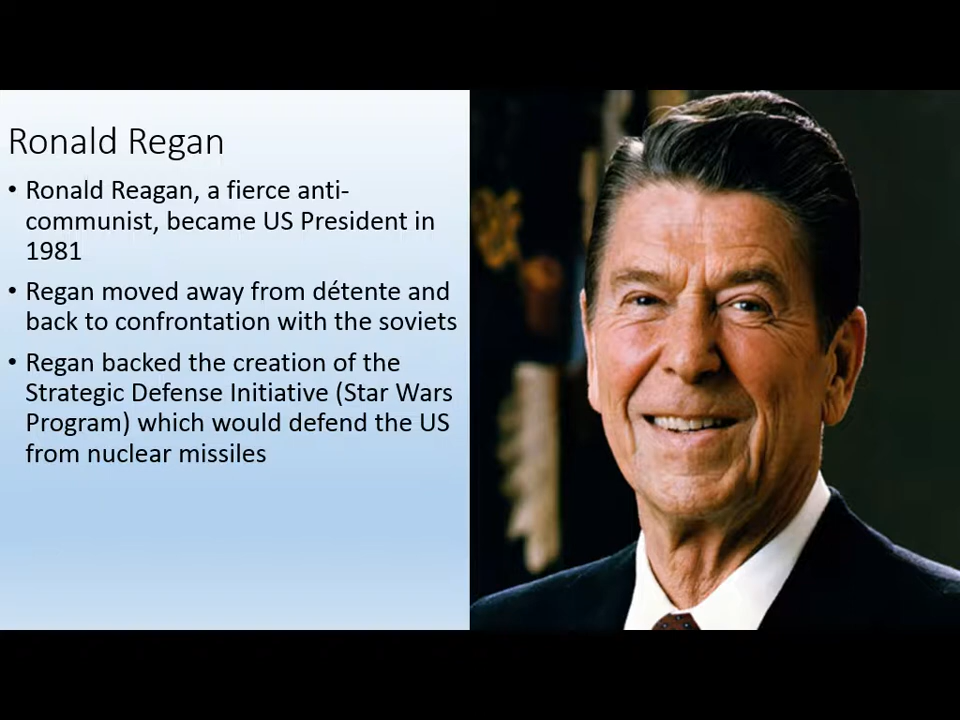 Ronald Regan
• Ronald Reagan, a fierce anti-
communist, became US President in
1981
• Regan moved away from détente and
back to confrontation with the soviets
• Regan backed the creation of the
Strategic Defense Initiative (Star Wars
Program) which would defend the US
from nuclear missiles